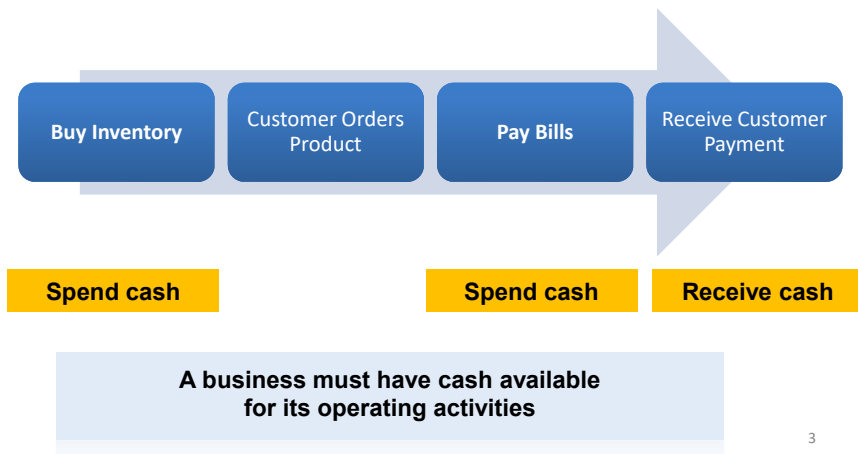 Buy Inventory
Customer Orders
Product
Pay Bills
Receive Customer
Payment
Spend cash
Spend cash
Receive cash
A business must have cash available
for its operating activities
3